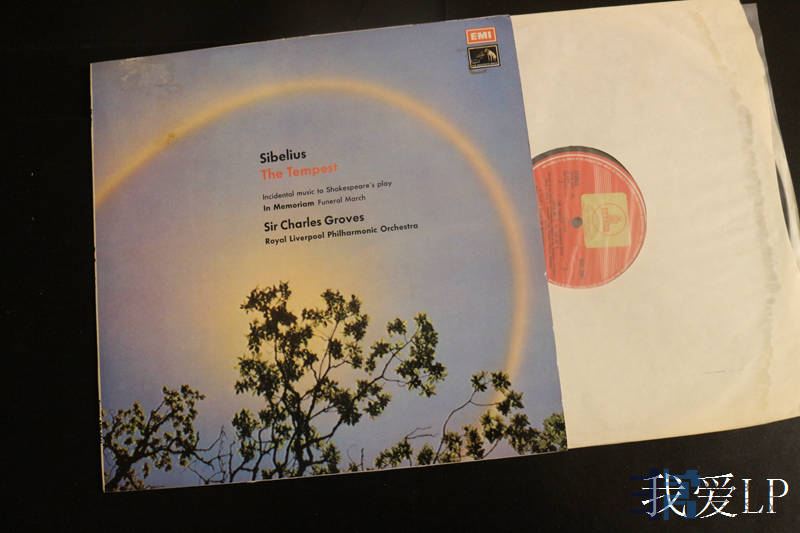 EMI
Sibelius
The Tempest
Incidental music to Shakespeare's play
In Memoriam Funeral March
Sir Charles Groves
Royal Liverpool Philharmonic Orchestra
我爱LP